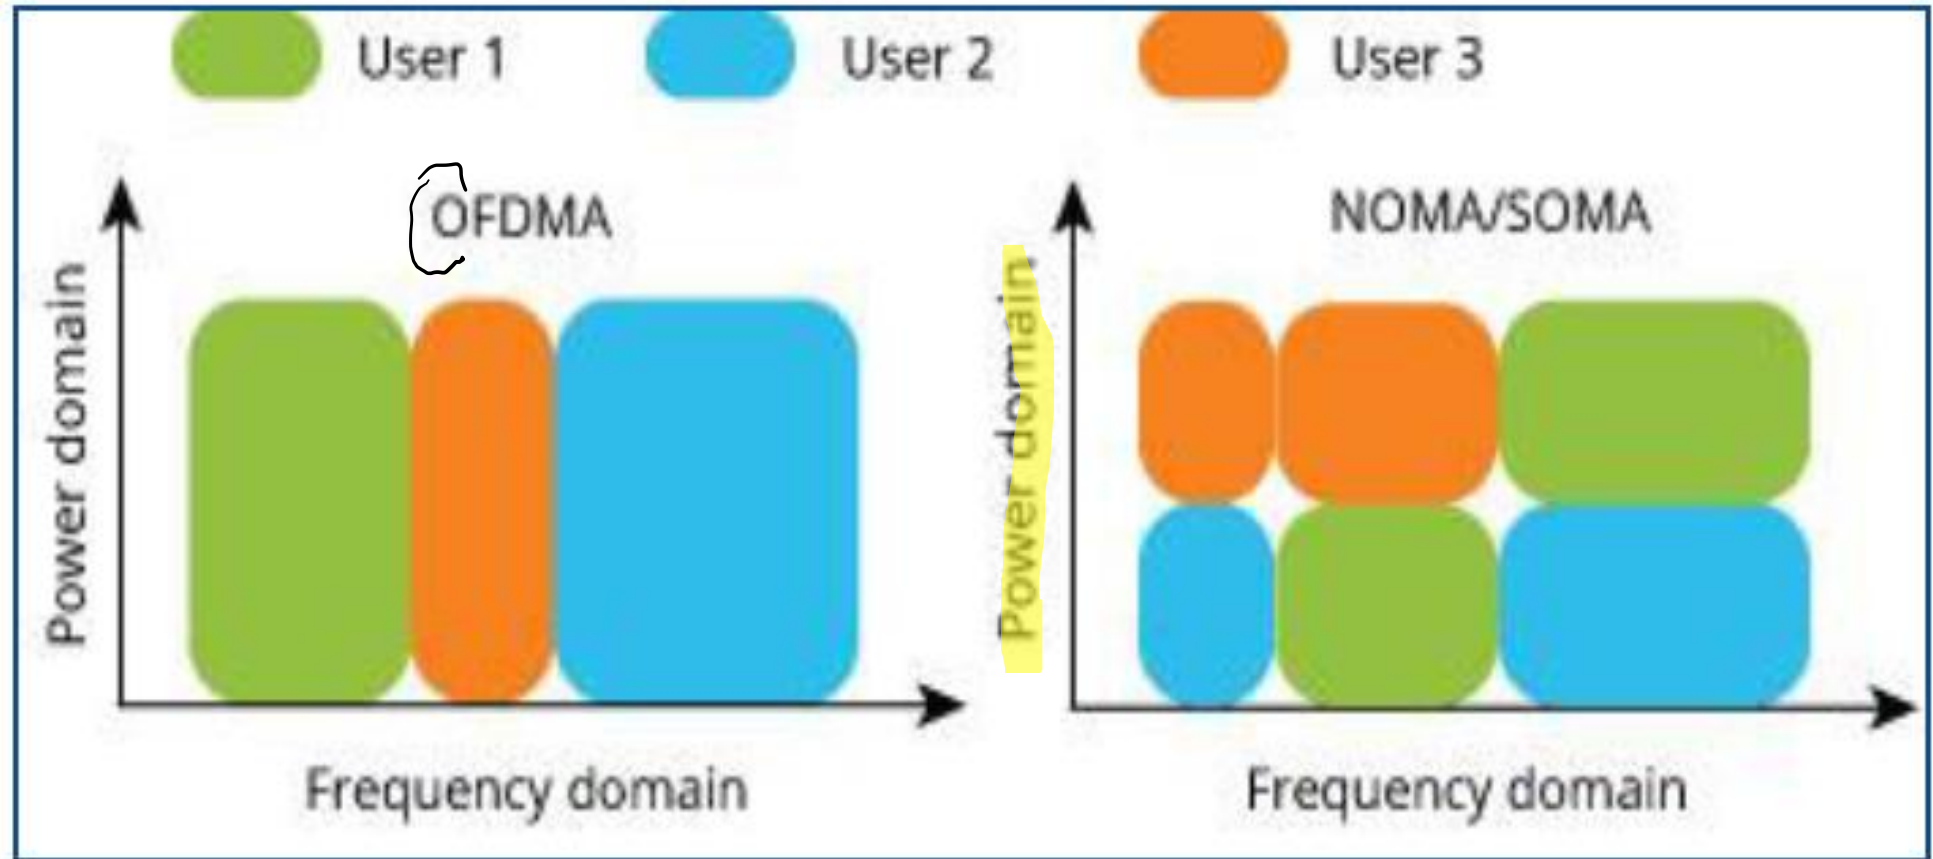 User 1
User 2
User 3
OFDMA
Power domain
Frequency domain
NOMA/SOMA
Power domain
Frequency domain